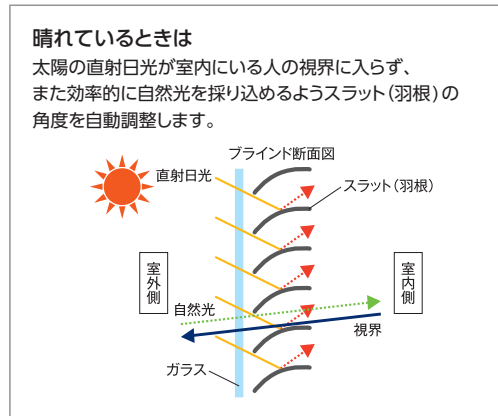 晴れているときは
太陽の直射日光が室内にいる人の視界に入らず、
また効率的に自然光を採り込めるようスラット(羽根)の
角度を自動調整します。
ブラインド断面図
直射日光
スラット(羽根)
室外側
室内側
自然光
視界
ガラス